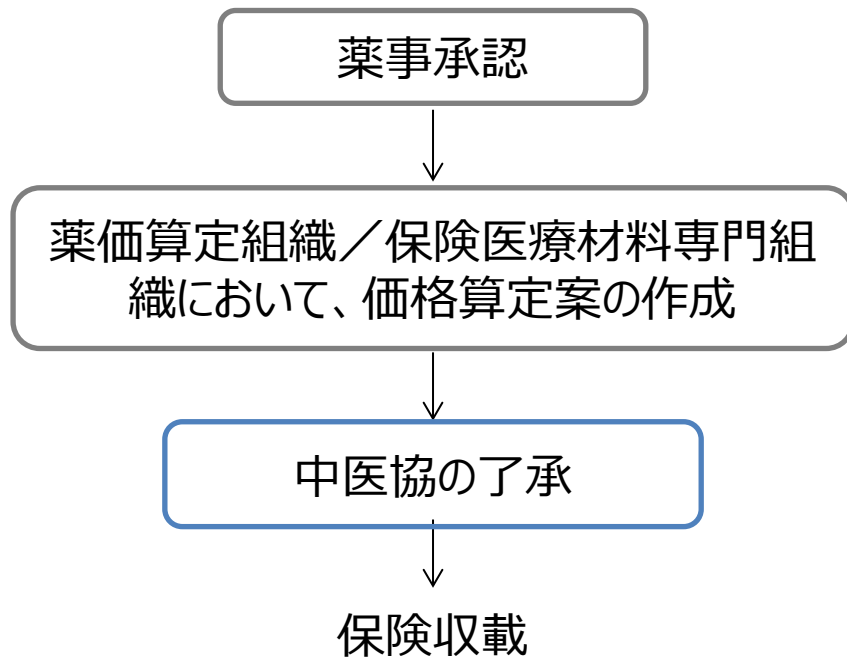 薬事承認
薬価算定組織／保険医療材料専門組
織において、価格算定案の作成
中医協の了承
保険収載